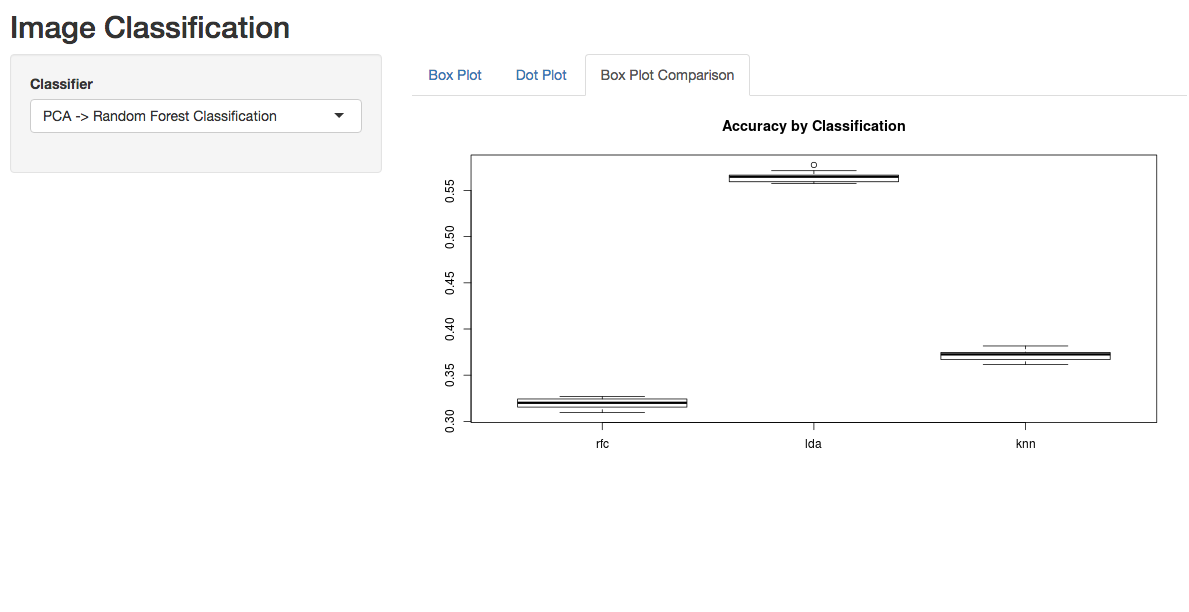 Image Classification
Classifier
PCA -> Random Forest Classification
Box Plot Dot Plot Box Plot Comparison
Accuracy by Classification
0.55
0.50
0.45
0.40
0.35
0.30
rfc lda knn